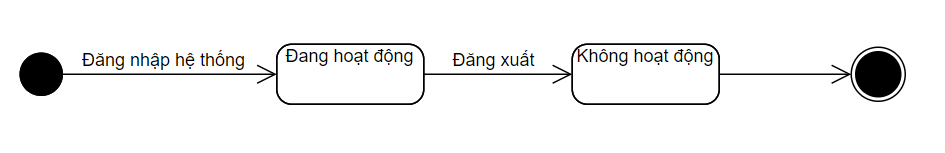 Đăng nhập hệ thống
Đang hoạt động
Đăng xuất
Không hoạt động